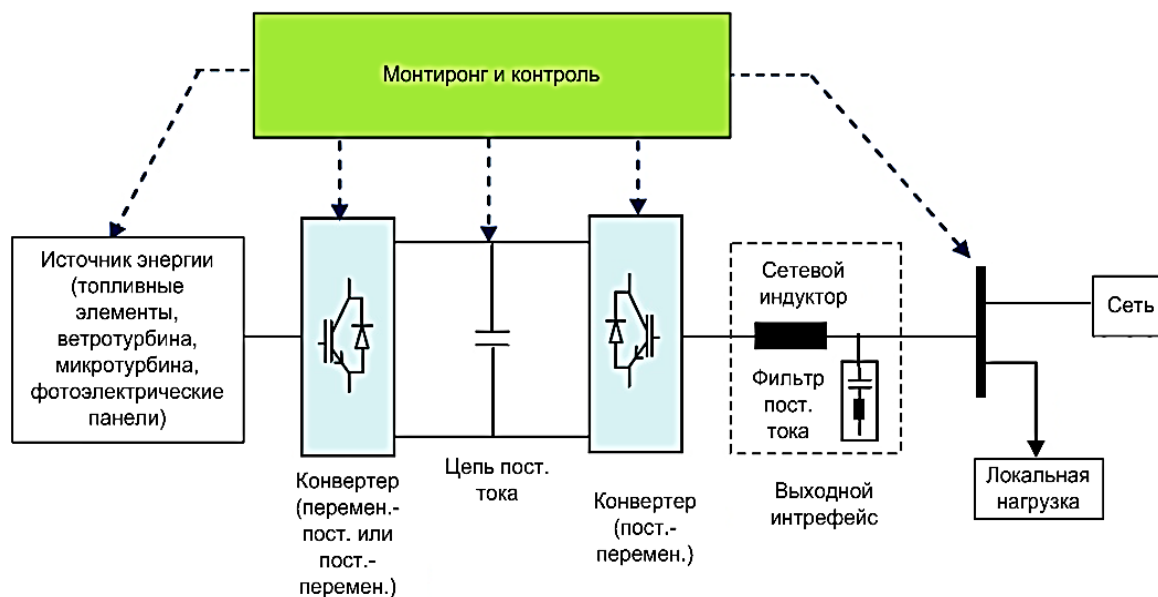 Монтиронг и контроль
Источник энергии
(топливные
элементы,
ветротурбина,
микротурбина,
фотоэлектрические
панели)
Конвертер
(перемен.-
пост. или
пост.-
перемен.)
Цепь пост.
тока
Конвертер
(пост.-
перемен.)
Сетевой
индуктор
Фильтр
пост.
тока
Выходной
интрефейс
Сеть
Локальная
нагрузка